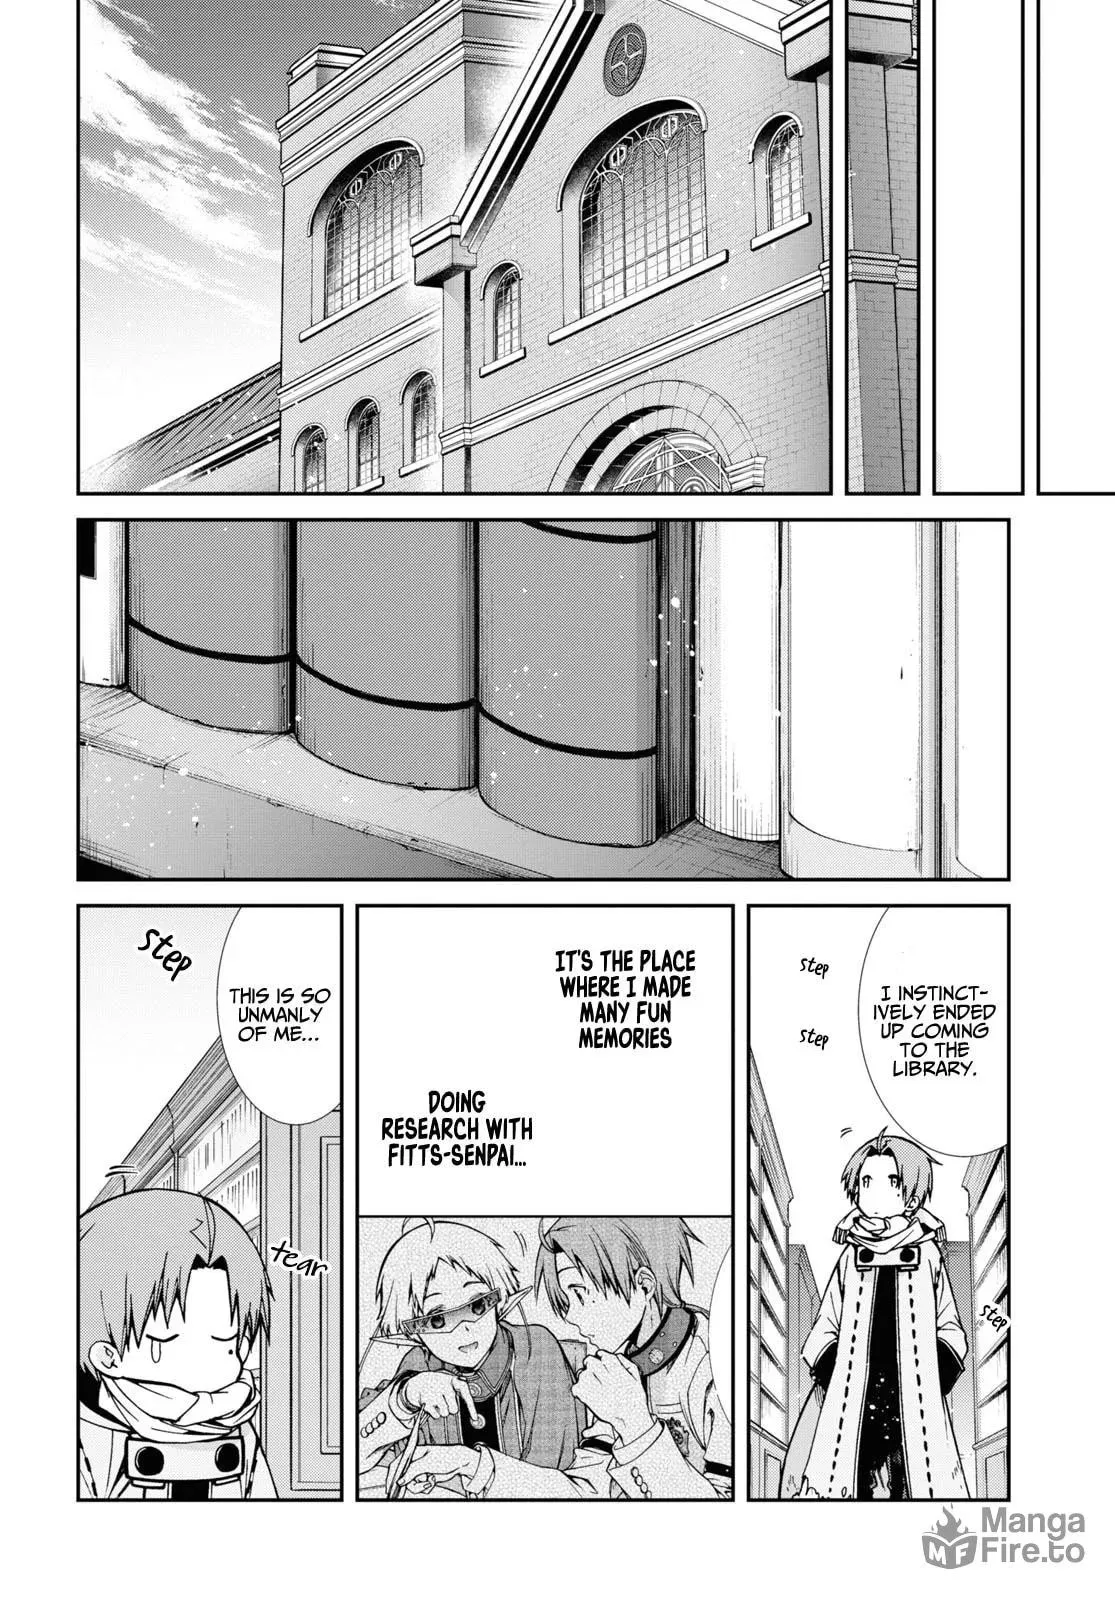 step
step
I INSTINCT-
IVELY ENDED
UP COMING
TO THE
LIBRARY.
step
IT'S THE PLACE
WHERE I MADE
MANY FUN
MEMORIES
DOING
RESEARCH WITH
FITTS-SENPAI...
step
THIS IS SO
UNMANLY
OF ME...
tear
Manga
Fire.to
MF